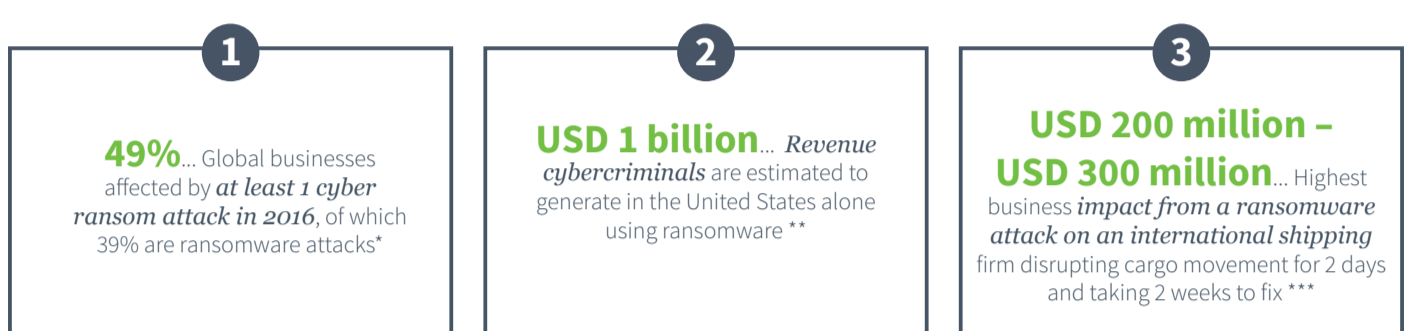 1
49%... Global businesses
affected by at least 1 cyber
ransom attack in 2016, of which
39% are ransomware attacks*
2
USD 1 billion... Revenue
cybercriminals are estimated to
generate in the United States alone
using ransomware **
3
USD 200 million –
USD 300 million... Highest
business impact from a ransomware
attack on an international shipping
firm disrupting cargo movement for 2 days
and taking 2 weeks to fix ***